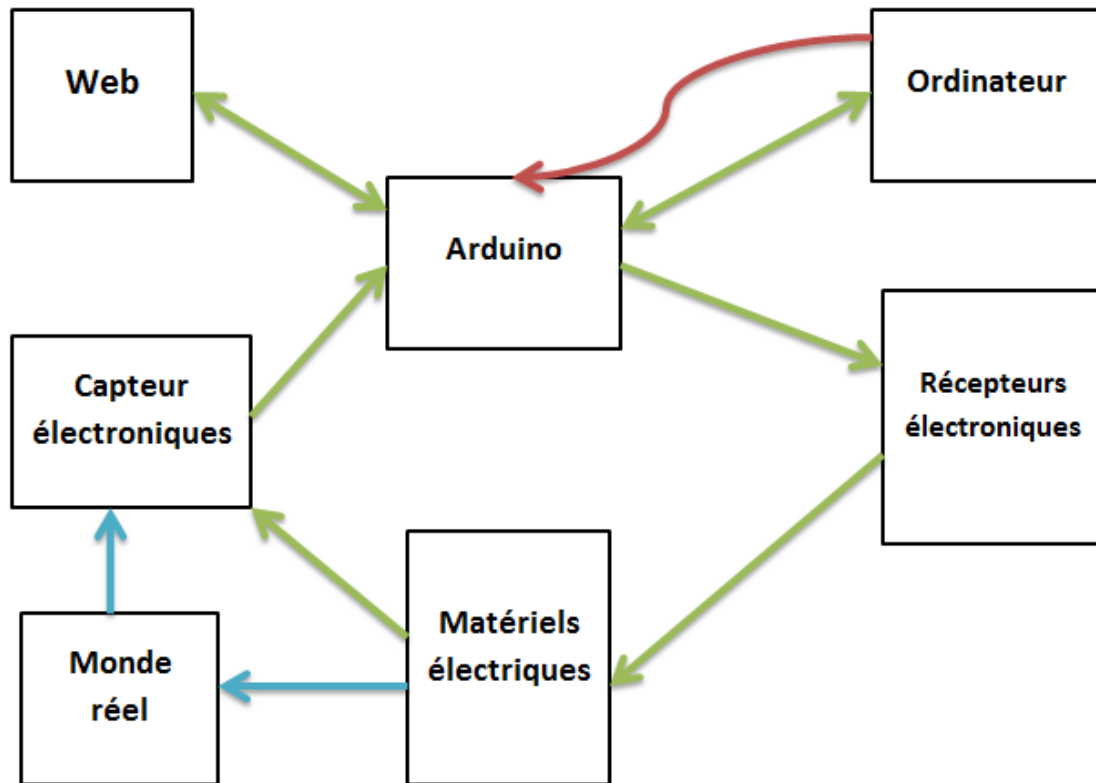 Web
Ordinateur
Arduino
Capteur
électroniques
Récepteurs
électroniques
Matériels
électriques
Monde
réel